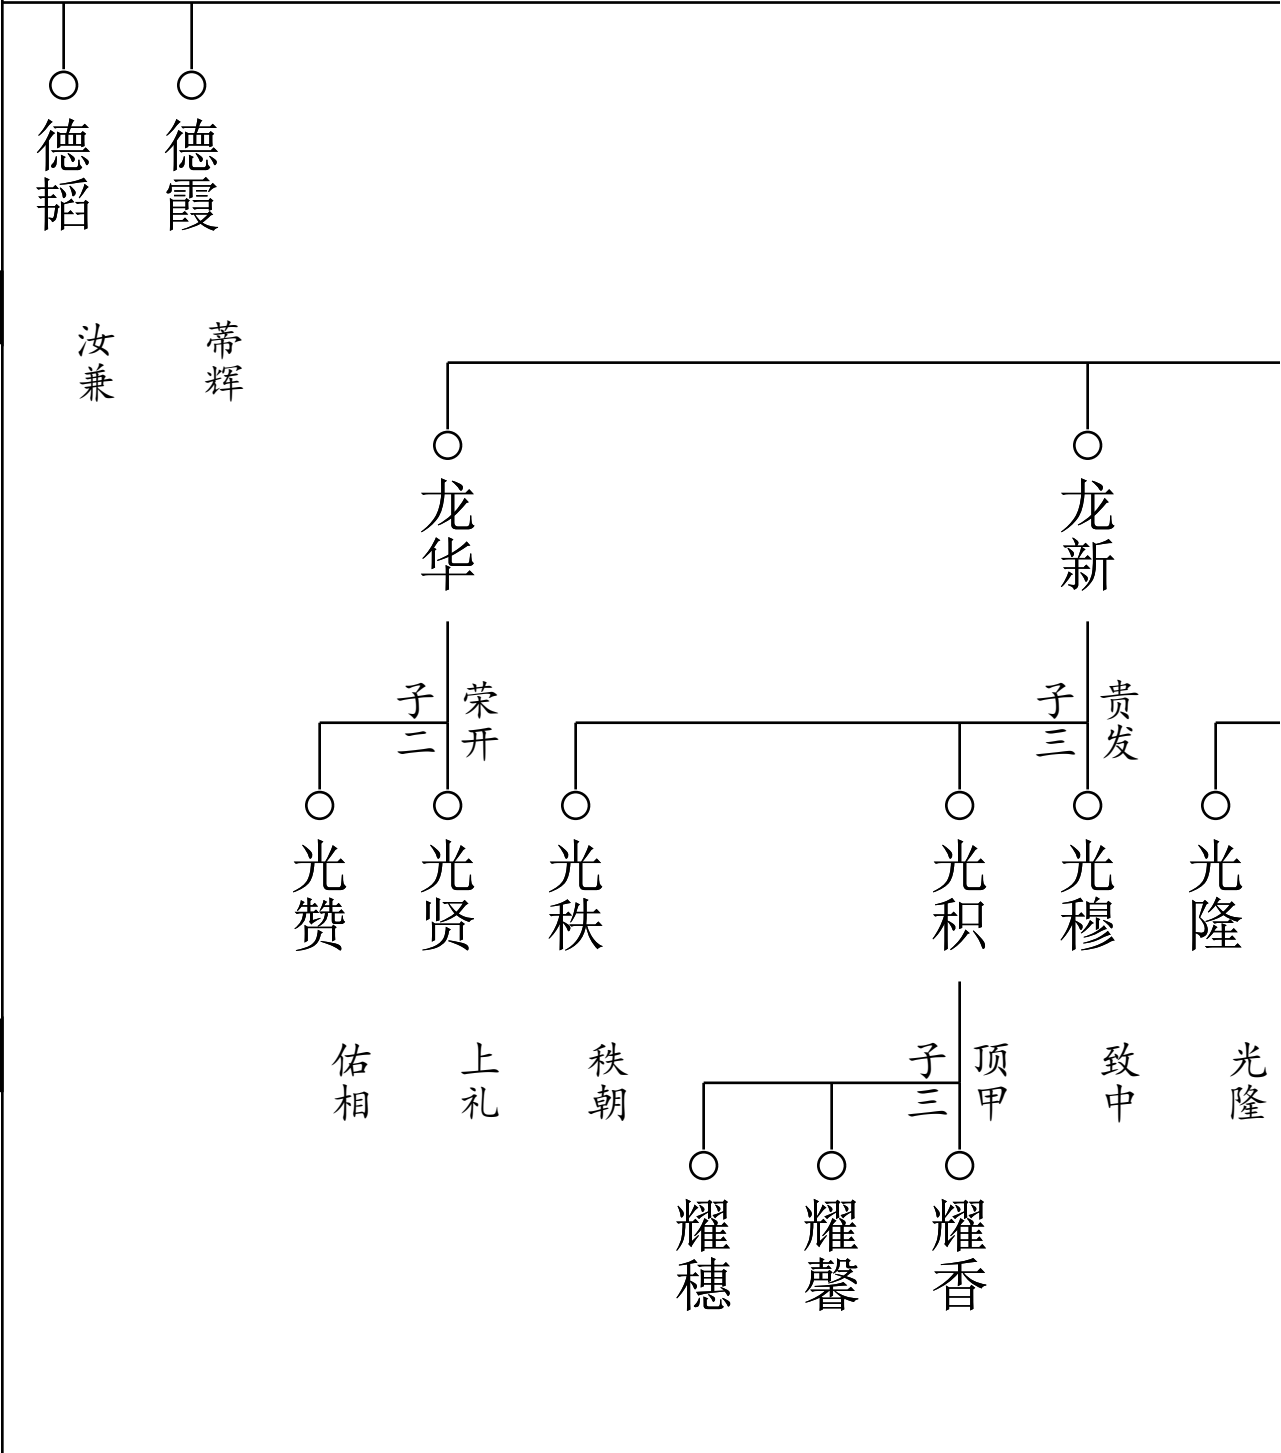 德霞
德韬
蒂辉
汝兼
龙新
龙华
贵发
子三
荣开
子二
光隆
光穆
光积
光秩
光贤
光赞
光隆
致中
顶甲
子三
秩朝
上礼
佑相
耀香
耀馨
耀穗